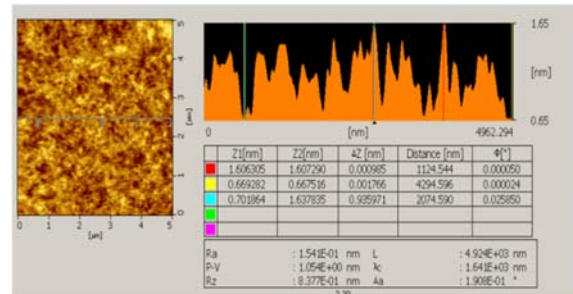 5
4
3
2
1
0
0 1 2 3 4 5
[um]
1.65
[nm]
0.65
0 [nm] 4962.294
Z1[nm] Z2[nm] ΔZ [nm] Distance [nm] Φ[°]
1.606305 1.607290 0.000985 1124.544 0.000050
0.669282 0.667516 0.001766 4294.596 0.000024
0.701864 1.637835 0.935971 2074.590 0.025850
Ra : 1.541E-01 nm L : 4.924E+03 nm
P-V : 1.054E+00 nm λc : 1.641E+03 nm
Rz : 8.377E-01 nm Δa : 1.908E-01 °